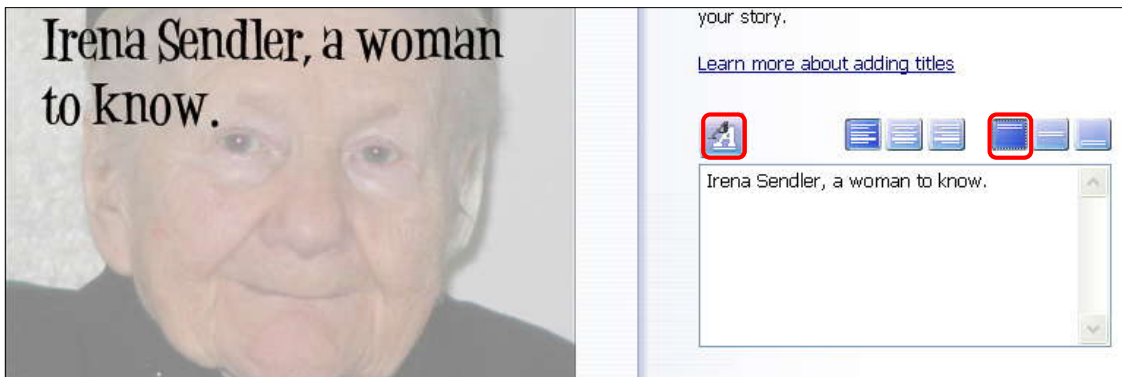 Irena Sendler, a woman
to know.
your story.
Learn more about adding titles
A
Irena Sendler, a woman to know.